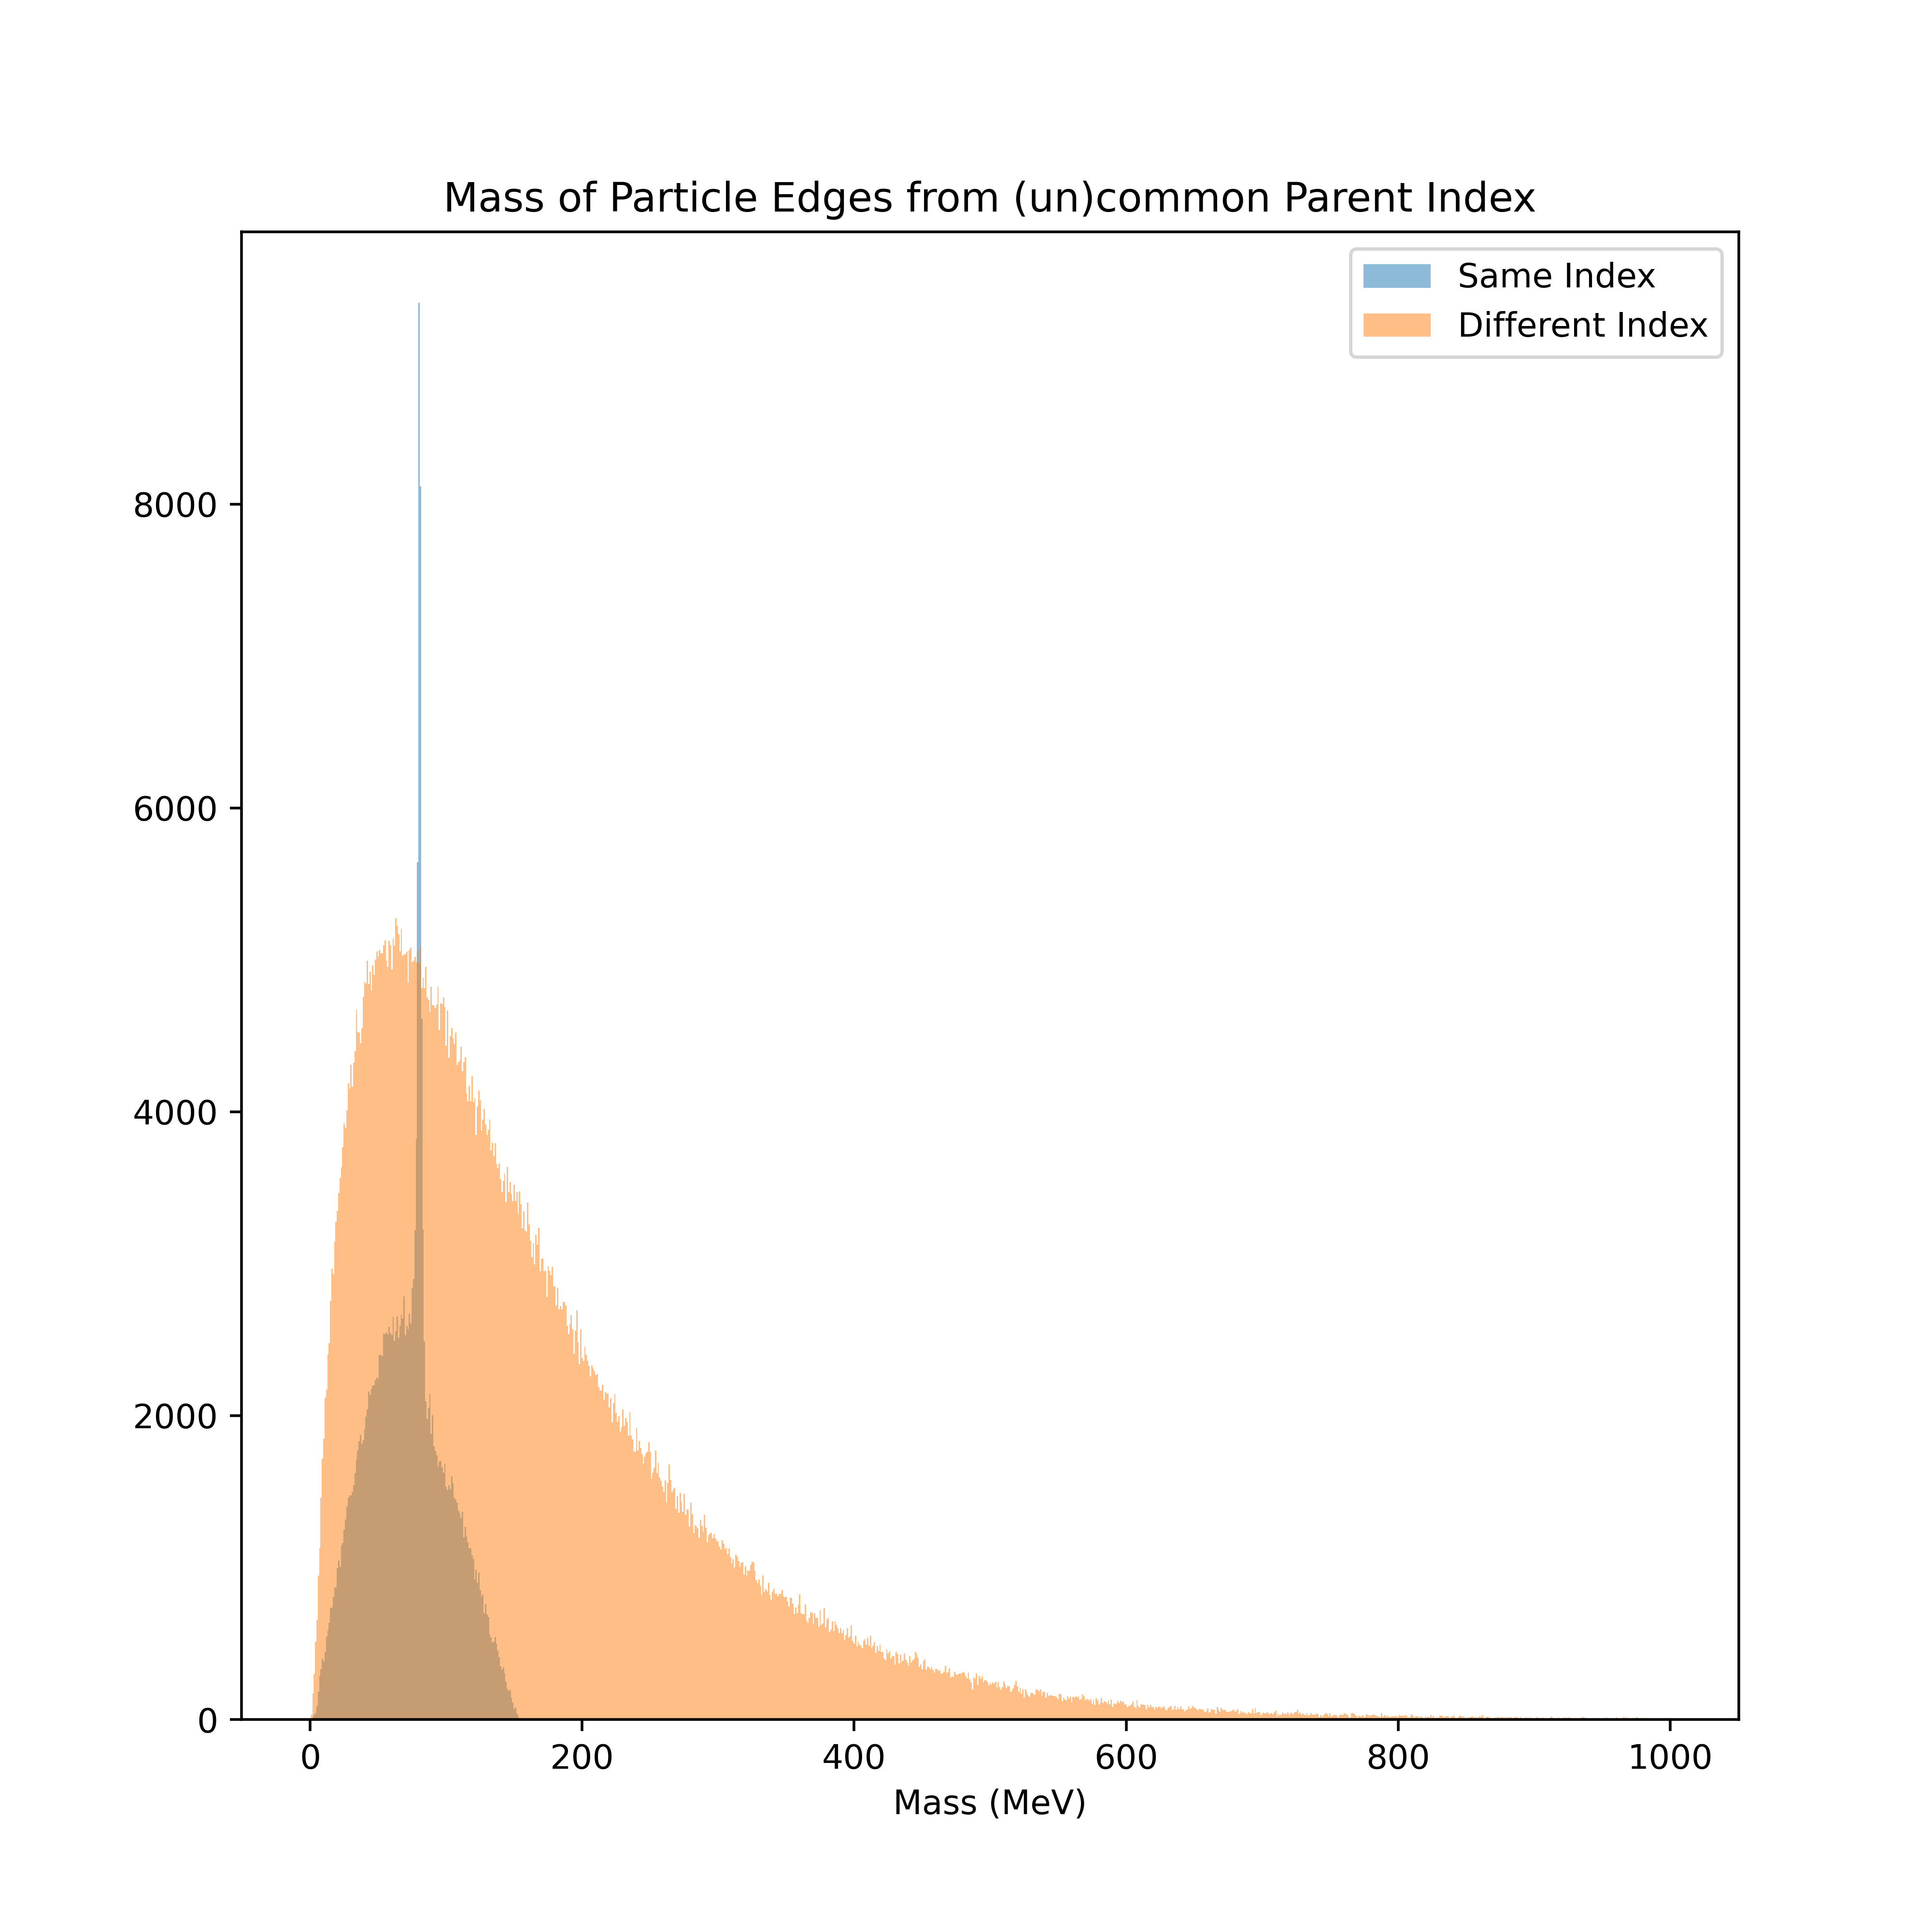 Mass of Particle Edges from (un)common Parent Index
Same Index
Different Index
8000
6000
4000
2000
0
0 200 400 600 800 1000
Mass (MeV)